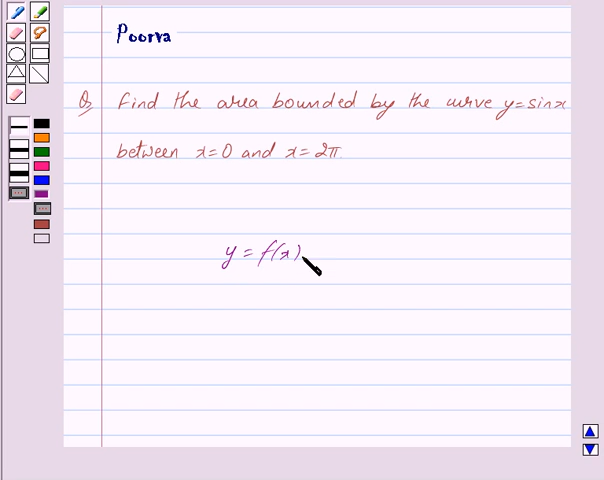 Poorva
Q Find the area bounded by the curve y=sinx
between x=0 and x=2π.
y=f(x)